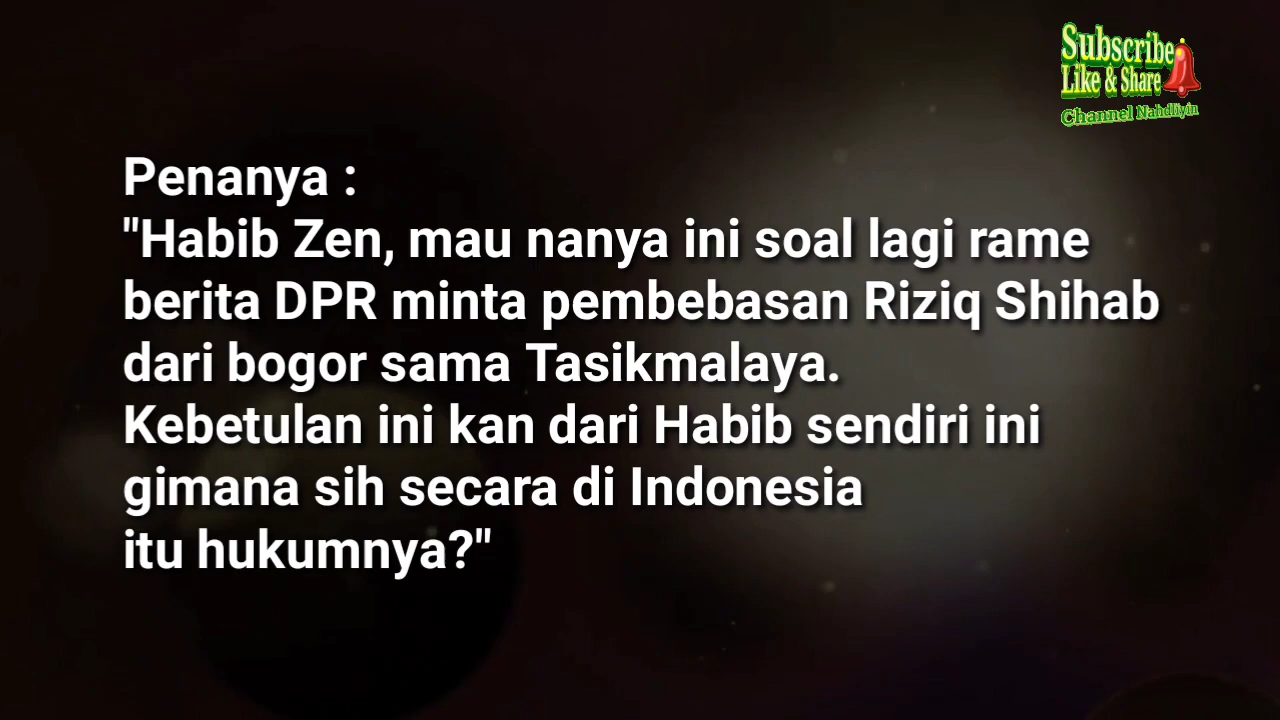 Subscribe
Like & Share
Channel Nahdliyin
Penanya :
"Habib Zen, mau nanya ini soal lagi rame
berita DPR minta pembebasan Riziq Shihab
dari bogor sama Tasikmalaya.
Kebetulan ini kan dari Habib sendiri ini
gimana sih secara di Indonesia
itu hukumnya?"